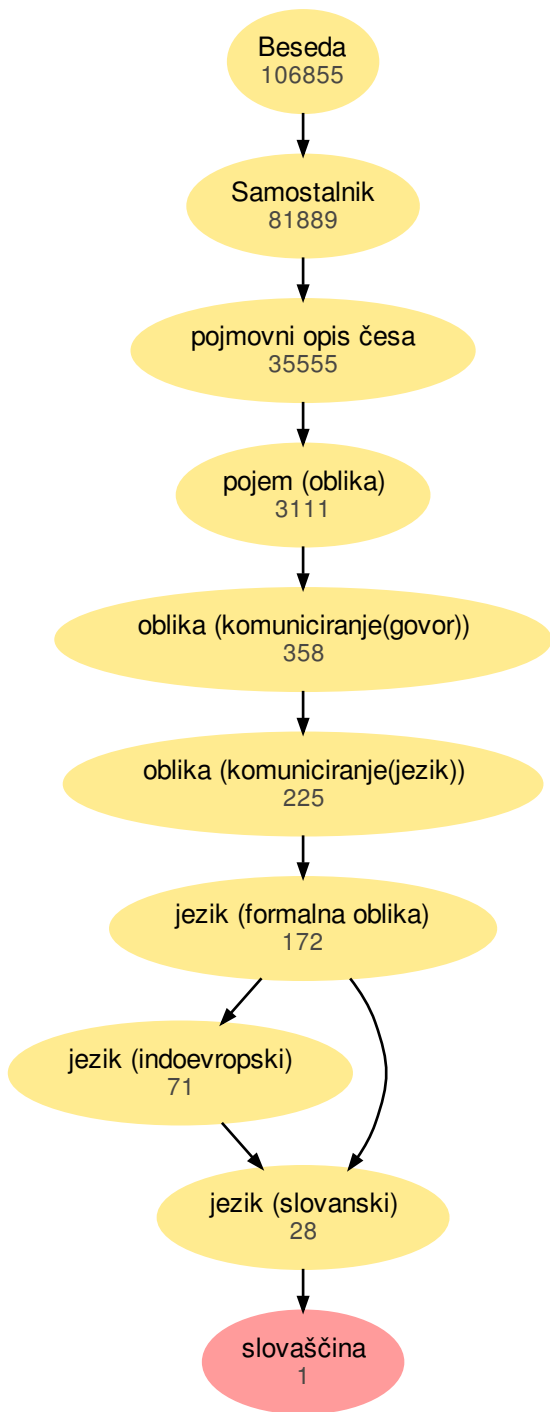 Beseda
106855
Samostalnik
81889
pojmovni opis česa
35555
pojem (oblika)
3111
oblika (komuniciranje(govor))
358
oblika (komuniciranje(jezik))
225
jezik (formalna oblika)
172
jezik (indoevropski)
71
jezik (slovanski)
28
slovaščina
1